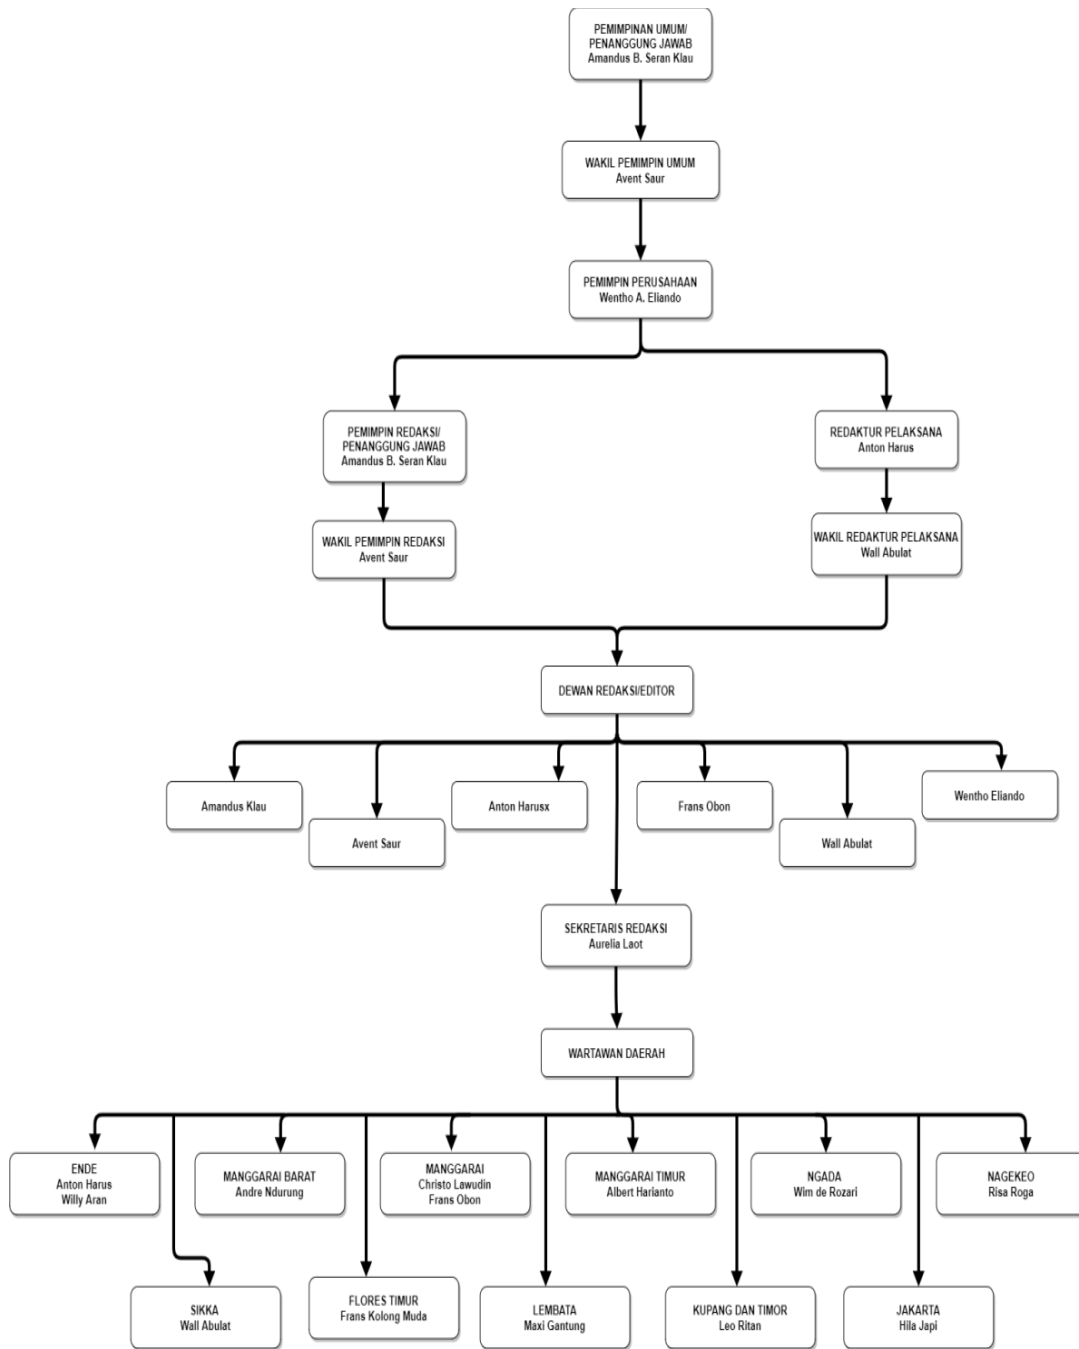 PEMIMPINAN UMUM/
PENANGGUNG JAWAB
Amandus B. Seran Klau
WAKIL PEMIMPIN UMUM
Avent Saur
PEMIMPIN PERUSAHAAN
Wentho A. Eliando
PEMIMPIN REDAKSI/
PENANGGUNG JAWAB
Amandus B. Seran Klau
REDAKTUR PELAKSANA
Anton Harus
WAKIL PEMIMPIN REDAKSI
Avent Saur
WAKIL REDAKTUR PELAKSANA
Wall Abulat
DEWAN REDAKSI/EDITOR
Amandus Klau
Avent Saur
Anton Harusx
Frans Obon
Wall Abulat
Wentho Eliando
SEKRETARIS REDAKSI
Aurelia Laot
WARTAWAN DAERAH
ENDE
Anton Harus
Willy Aran
MANGGARAI BARAT
Andre Ndurung
MANGGARAI
Christo Lawudin
Frans Obon
MANGGARAI TIMUR
Albert Harianto
NGADA
Wim de Rozari
NAGEKEO
Risa Roga
SIKKA
Wall Abulat
FLORES TIMUR
Frans Kolong Muda
LEMBATA
Maxi Gantung
KUPANG DAN TIMOR
Leo Ritan
JAKARTA
Hila Japi